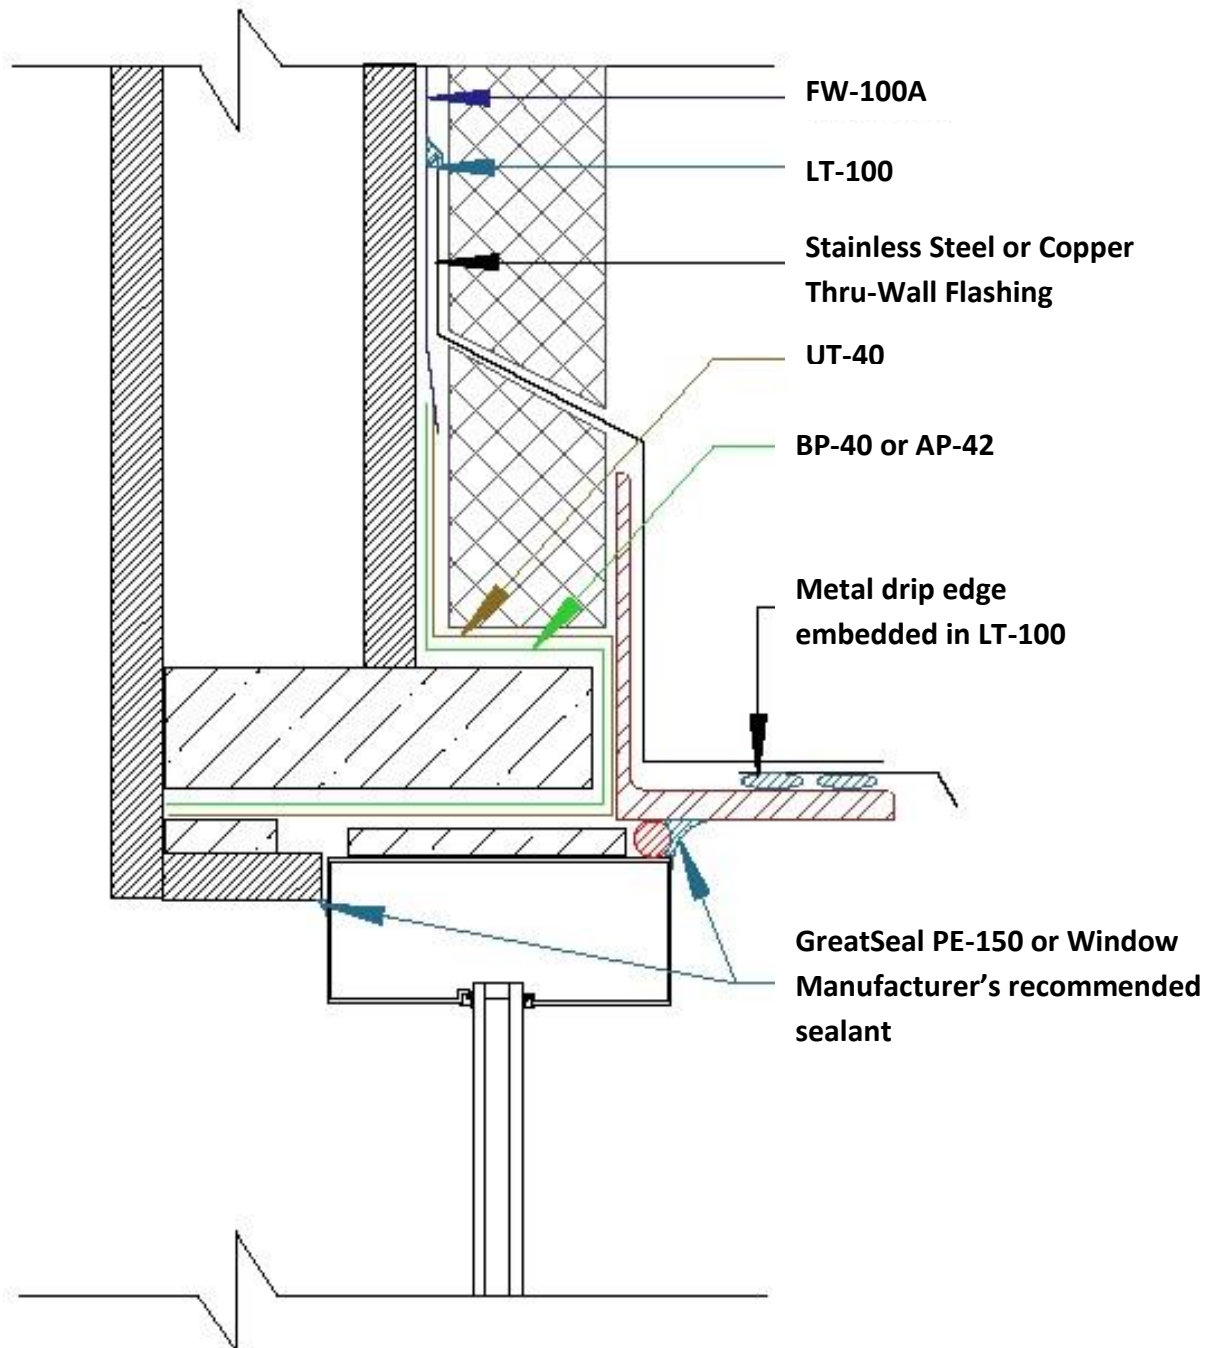 FW-100A
LT-100
Stainless Steel or Copper
Thru-Wall Flashing
UT-40
BP-40 or AP-42
Metal drip edge
embedded in LT-100
GreatSeal PE-150 or Window
Manufacturer’s recommended
sealant